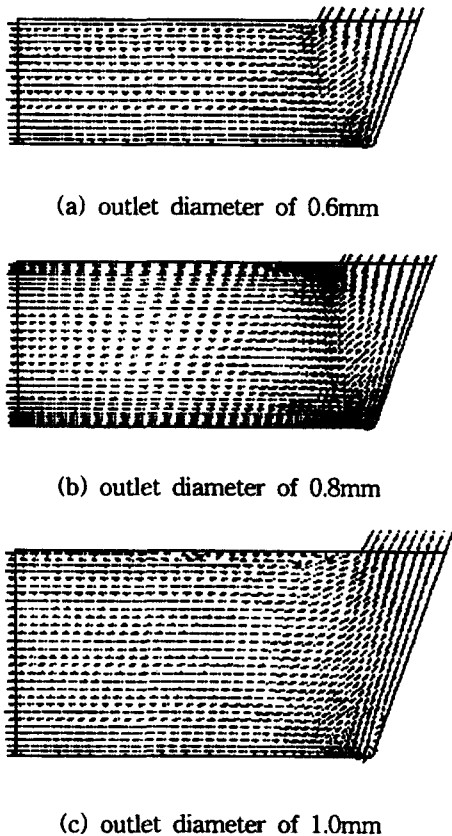 (a) outlet diameter of 0.6mm
(b) outlet diameter of 0.8mm
(c) outlet diameter of 1.0mm